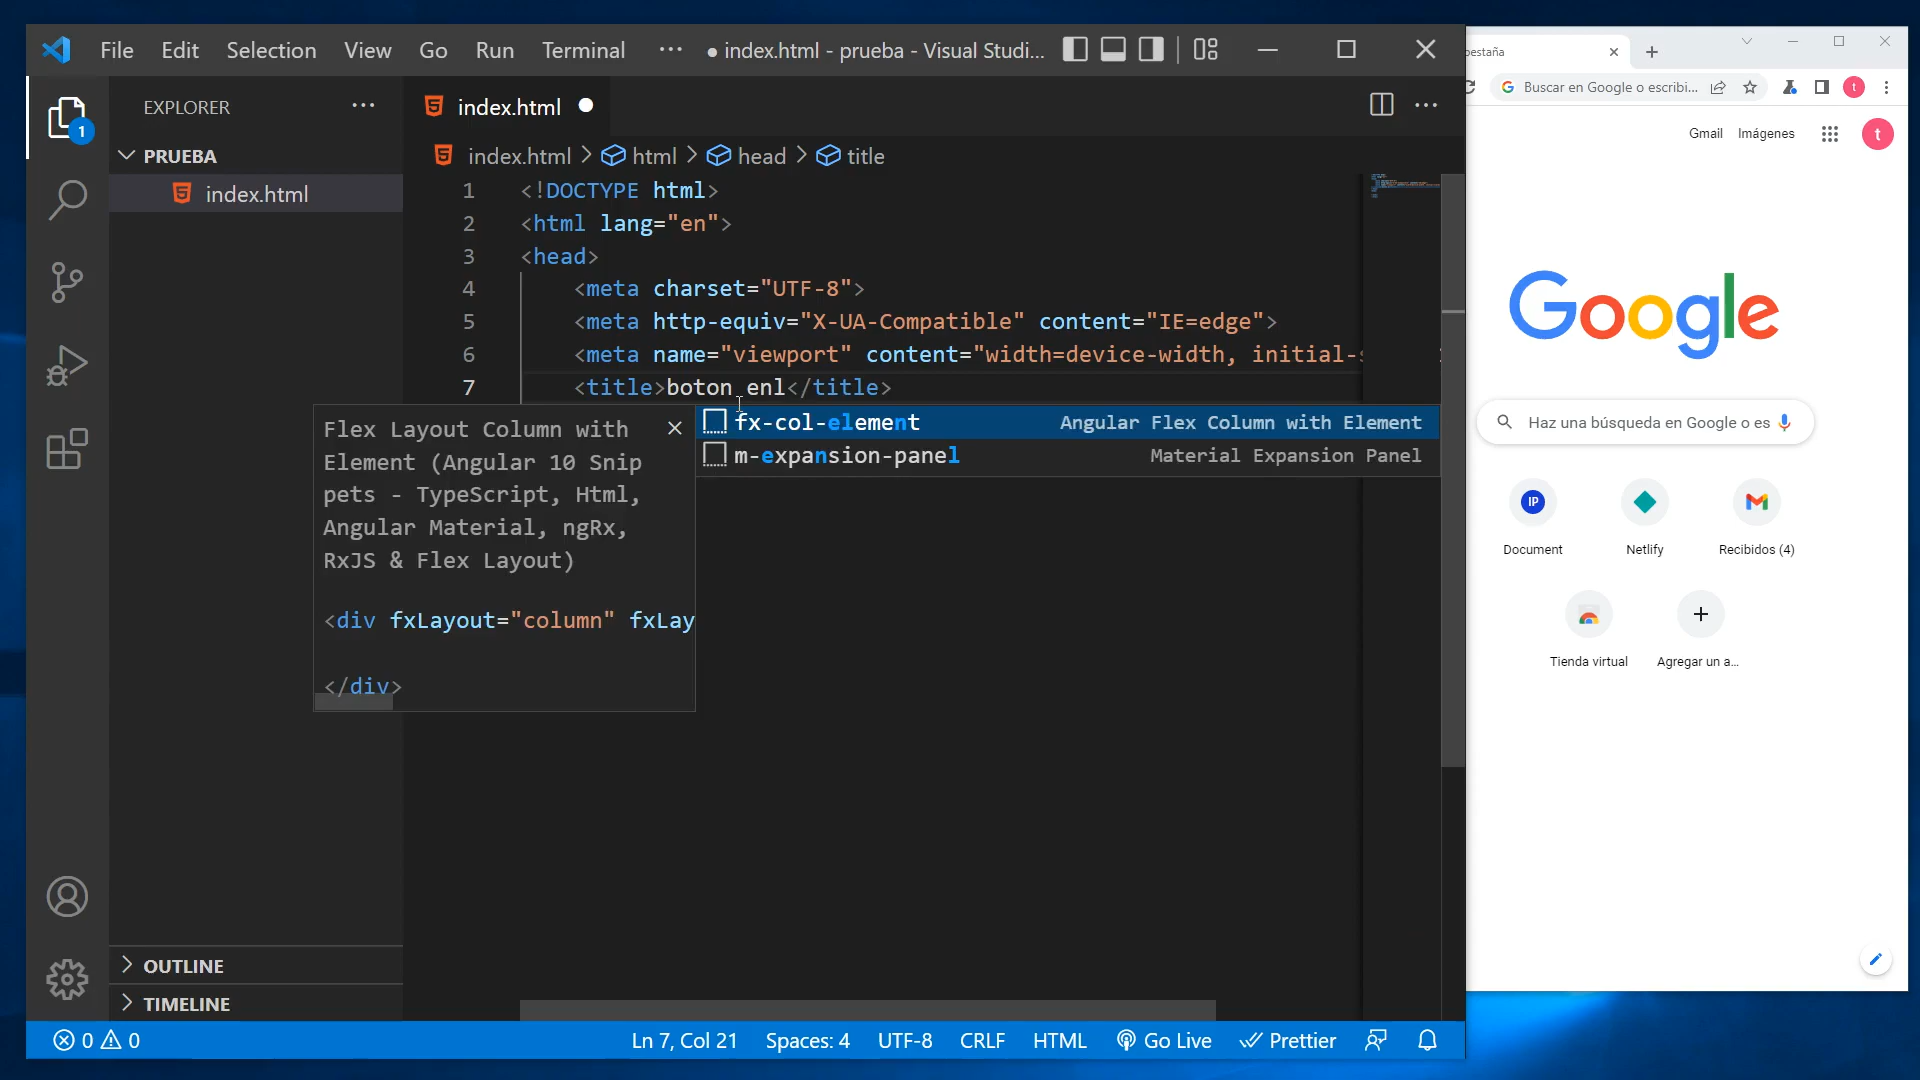 File Edit Selection View Go Run Terminal ··· ● index.html - prueba - Visual Studi...
EXPLORER ···
1
PRUEBA
index.html
index.html ●
index.html > html > head > title
1 <!DOCTYPE html>
2 <html lang="en">
3 <head>
4 <meta charset="UTF-8">
5 <meta http-equiv="X-UA-Compatible" content="IE=edge">
6 <meta name="viewport" content="width=device-width, initial-
7 <title>boton enl</title>
fx-col-element Angular Flex Column with Element
m-expansion-panel Material Expansion Panel
Flex Layout Column with
Element (Angular 10 Snip
pets - TypeScript, Html,
Angular Material, ngRx,
RxJS & Flex Layout)
<div fxLayout="column" fxLay
</div>
OUTLINE
TIMELINE
0 0 Ln 7, Col 21 Spaces: 4 UTF-8 CRLF HTML Go Live Prettier
pestaña
Buscar en Google o escribi...
t
Gmail Imágenes t
Google
Haz una búsqueda en Google o es
IP
Document Netlify Recibidos (4)
Tienda virtual Agregar un a...